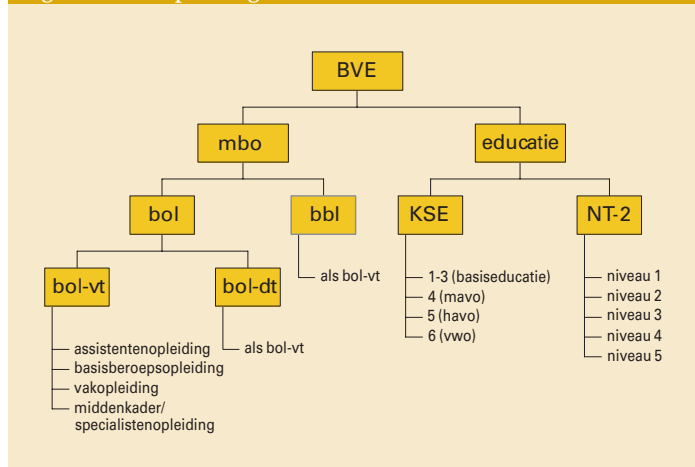 BVE
mbo
educatie
bol
bbl
KSE
NT-2
bol-vt
bol-dt
als bol-vt
1-3 (basiseducatie)
4 (mavo)
5 (havo)
6 (vwo)
niveau 1
niveau 2
niveau 3
niveau 4
niveau 5
assistentenopleiding
basisberoepsopleiding
vakopleiding
middenkader/
specialistenopleiding
als bol-vt